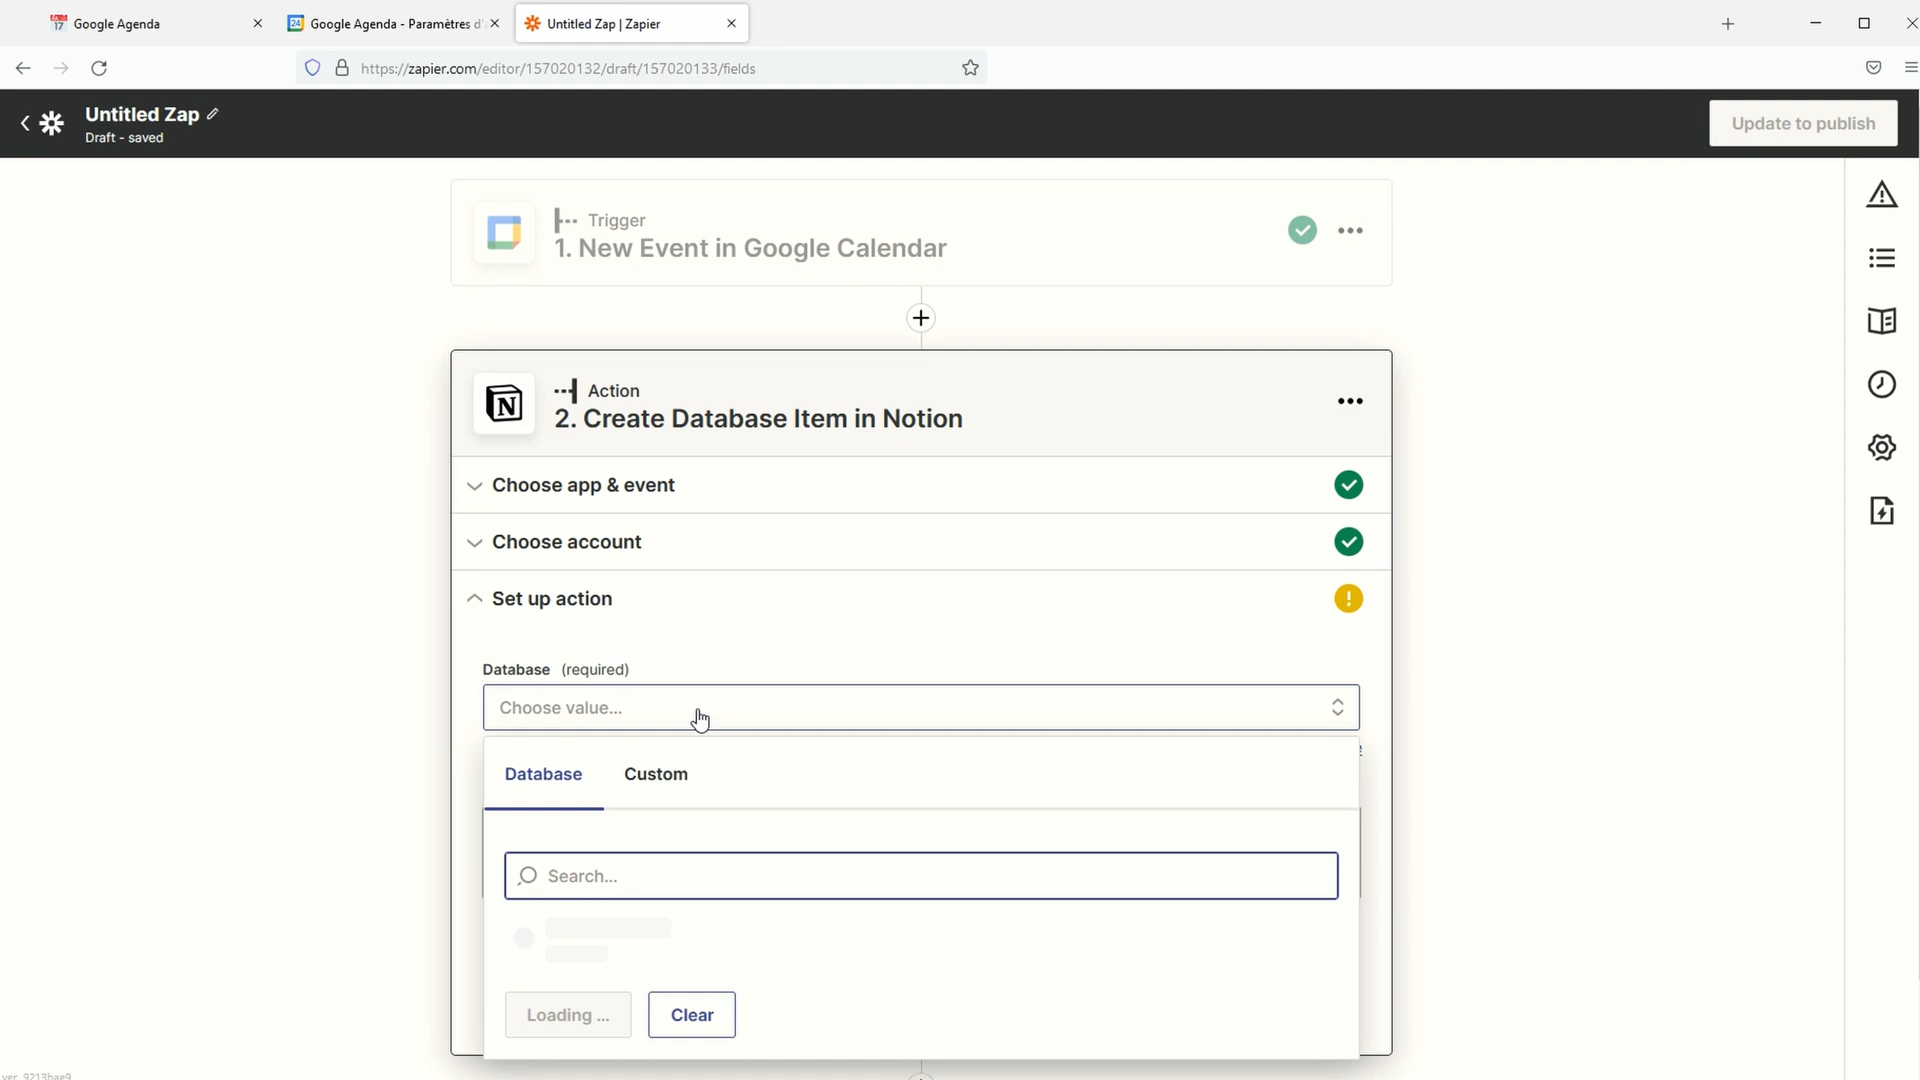 Google Agenda
Google Agenda - Paramètres d'
Untitled Zap | Zapier
https://zapier.com/editor/157020132/draft/157020133/fields
Untitled Zap
Draft - saved
Update to publish
Trigger
1. New Event in Google Calendar
Action
2. Create Database Item in Notion
Choose app & event
Choose account
Set up action
Database (required)
Choose value...
Database
Custom
Search...
Loading ...
Clear
ver. 9213bae9